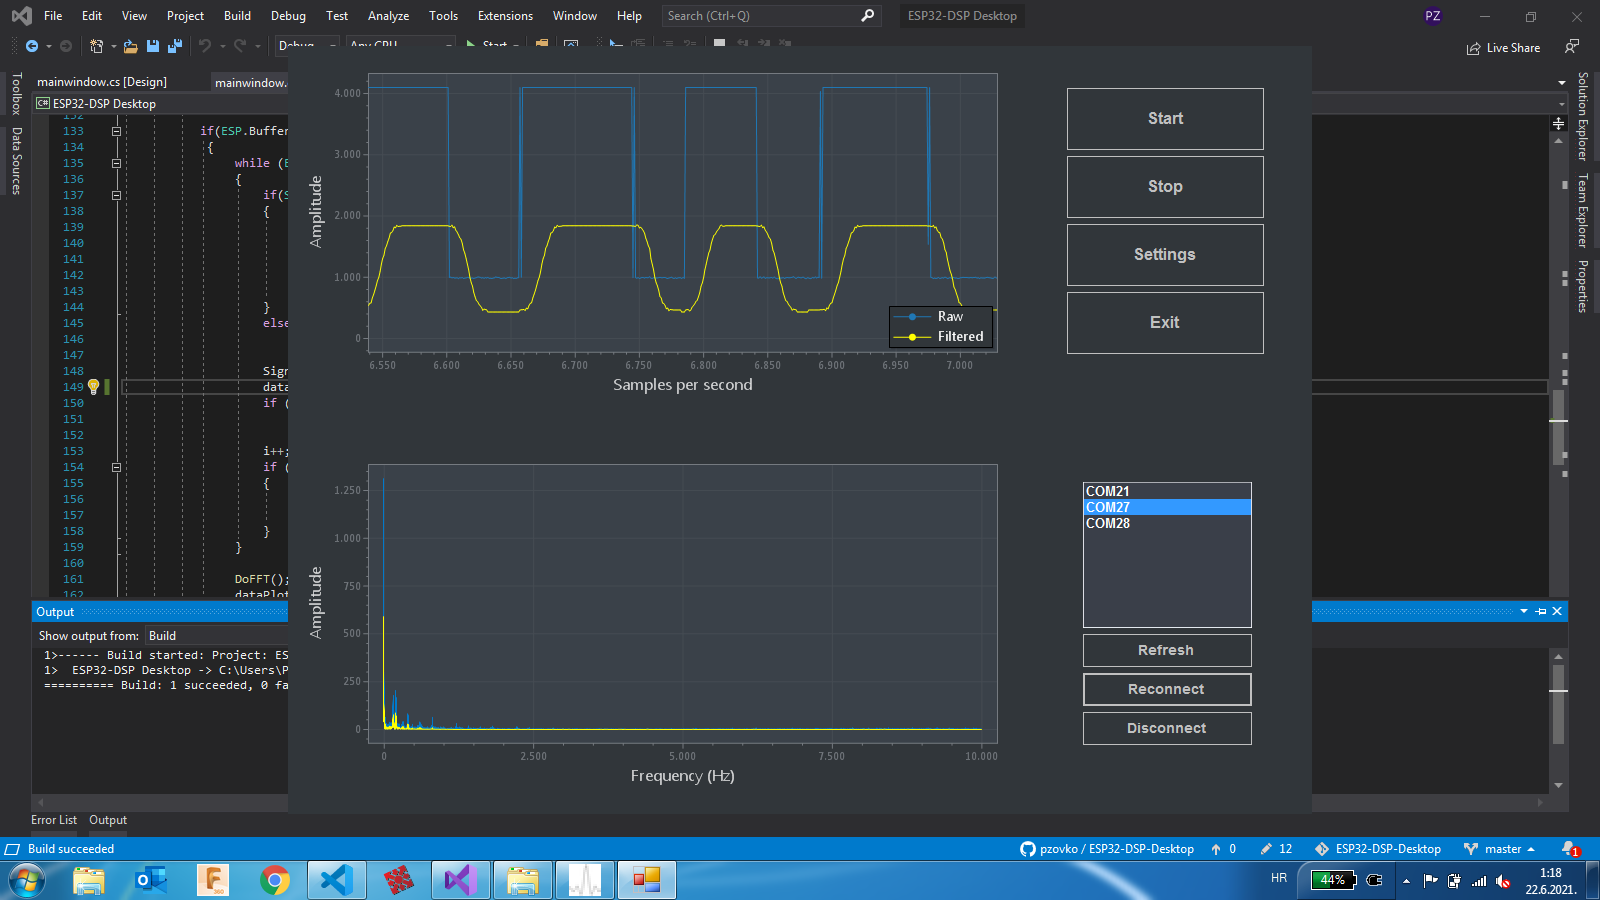 File Edit View Project Build Debug Test Analyze Tools Extensions Window Help Search (Ctrl+Q) ESP32-DSP Desktop PZ
Debug Any CPU Start Live Share
mainwindow.cs [Design] mainwindow.
ESP32-DSP Desktop
Toolbox
Data Sources
Solution Explorer
Team Explorer
Properties
132
133 if(ESP.Buffer
134 {
135 while (
136 {
137 if(
138 {
139
140
141
142
143
144 }
145 else
146
147
148 Sign
149 data
150 if (
151
152
153 i++;
154 if (
155 {
156
157
158 }
159 }
160
161 DoFFT();
162 dataPlot
Amplitude
4.000
3.000
2.000
1.000
0
Raw
Filtered
6.550 6.600 6.650 6.700 6.750 6.800 6.850 6.900 6.950 7.000
Samples per second
Start
Stop
Settings
Exit
Amplitude
1.250
1.000
750
500
250
0
0 2.500 5.000 7.500 10.000
Frequency (Hz)
COM21
COM27
COM28
Refresh
Reconnect
Disconnect
Output
Show output from: Build
1>------ Build started: Project: ES
1> ESP32-DSP Desktop -> C:\Users\P
========== Build: 1 succeeded, 0 fa
Error List Output
Build succeeded pzovko / ESP32-DSP-Desktop 0 12 ESP32-DSP-Desktop master 1
HR 44% 1:18
22.6.2021.